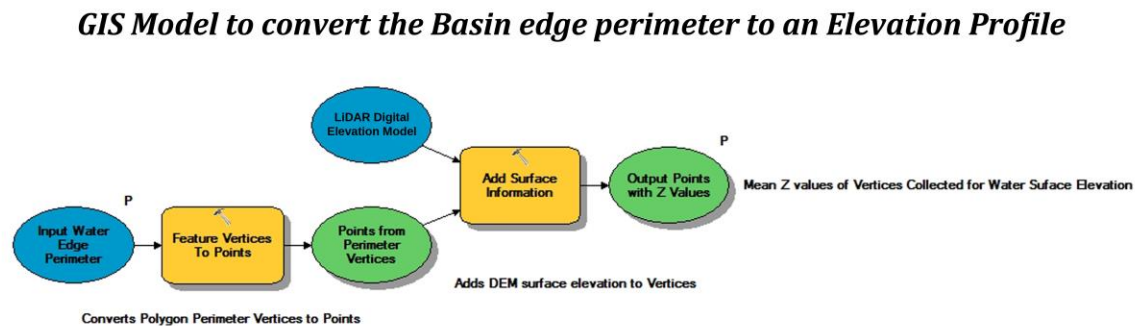 GIS Model to convert the Basin edge perimeter to an Elevation Profile
LiDAR Digital
Elevation Model
P
Add Surface
Information
Output Points
with Z Values
Mean Z values of Vertices Collected for Water Suface Elevation
P
Input Water
Edge
Perimeter
Feature Vertices
To Points
Points from
Perimeter
Vertices
Adds DEM surface elevation to Vertices
Converts Polygon Perimeter Vertices to Points